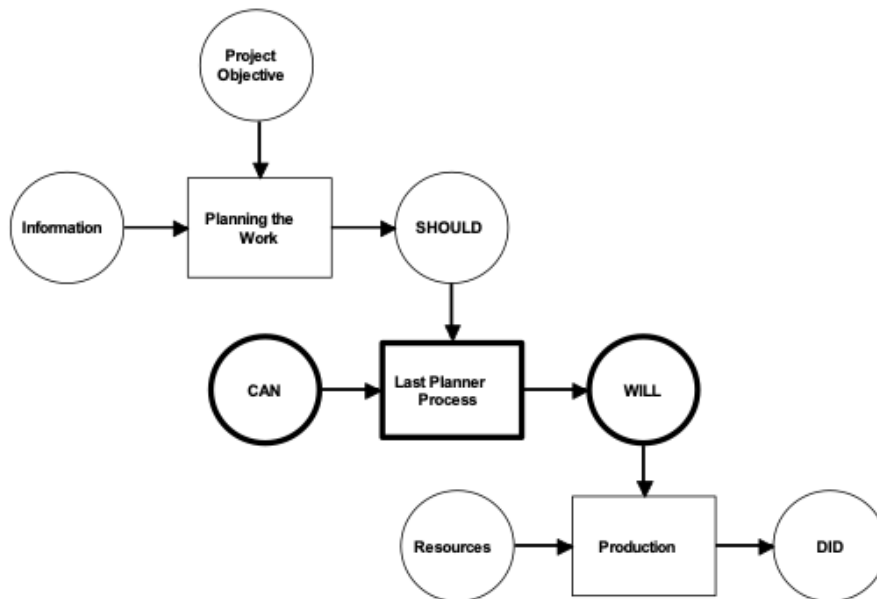 Project
Objective
Information
Planning the
Work
SHOULD
CAN
Last Planner
Process
WILL
Resources
Production
DID